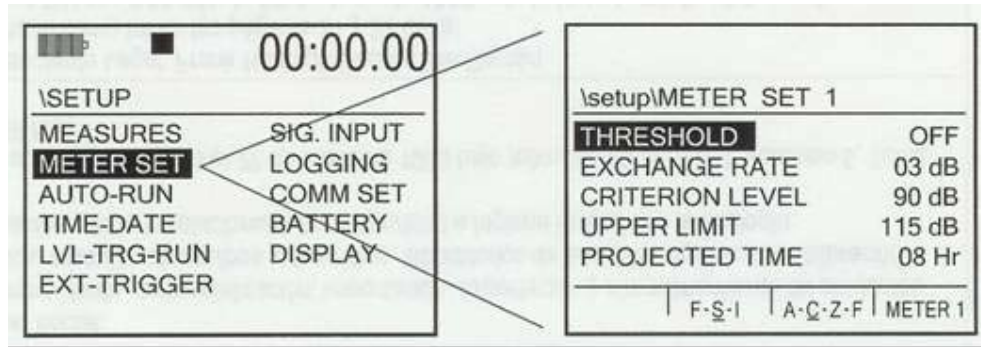 00:00.00
\SETUP
MEASURES SIG. INPUT
METER SET LOGGING
AUTO-RUN COMM SET
TIME-DATE BATTERY
LVL-TRG-RUN DISPLAY
EXT-TRIGGER
\setup\METER SET 1
THRESHOLD OFF
EXCHANGE RATE 03 dB
CRITERION LEVEL 90 dB
UPPER LIMIT 115 dB
PROJECTED TIME 08 Hr
F-S-I A-C-Z-F METER 1